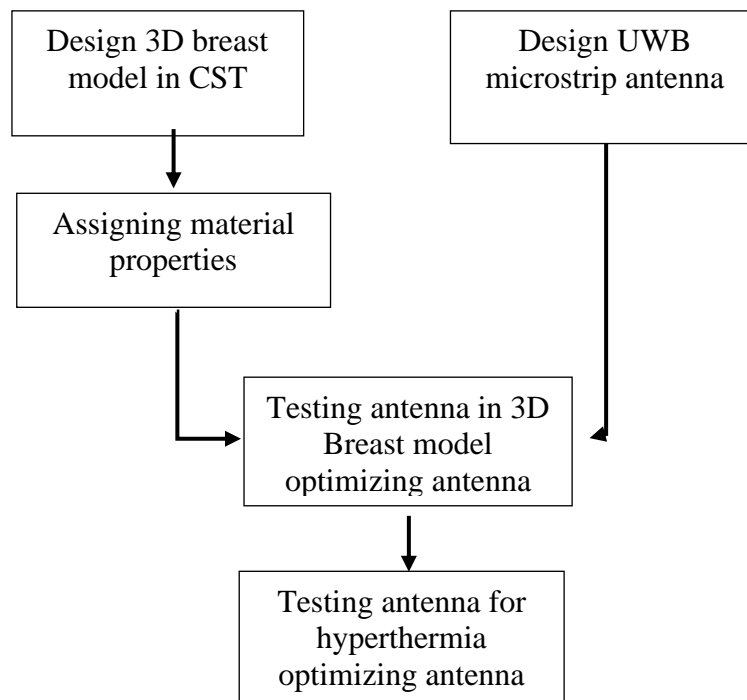 Design 3D breast
model in CST
Design UWB
microstrip antenna
Assigning material
properties
Testing antenna in 3D
Breast model
optimizing antenna
Testing antenna for
hyperthermia
optimizing antenna